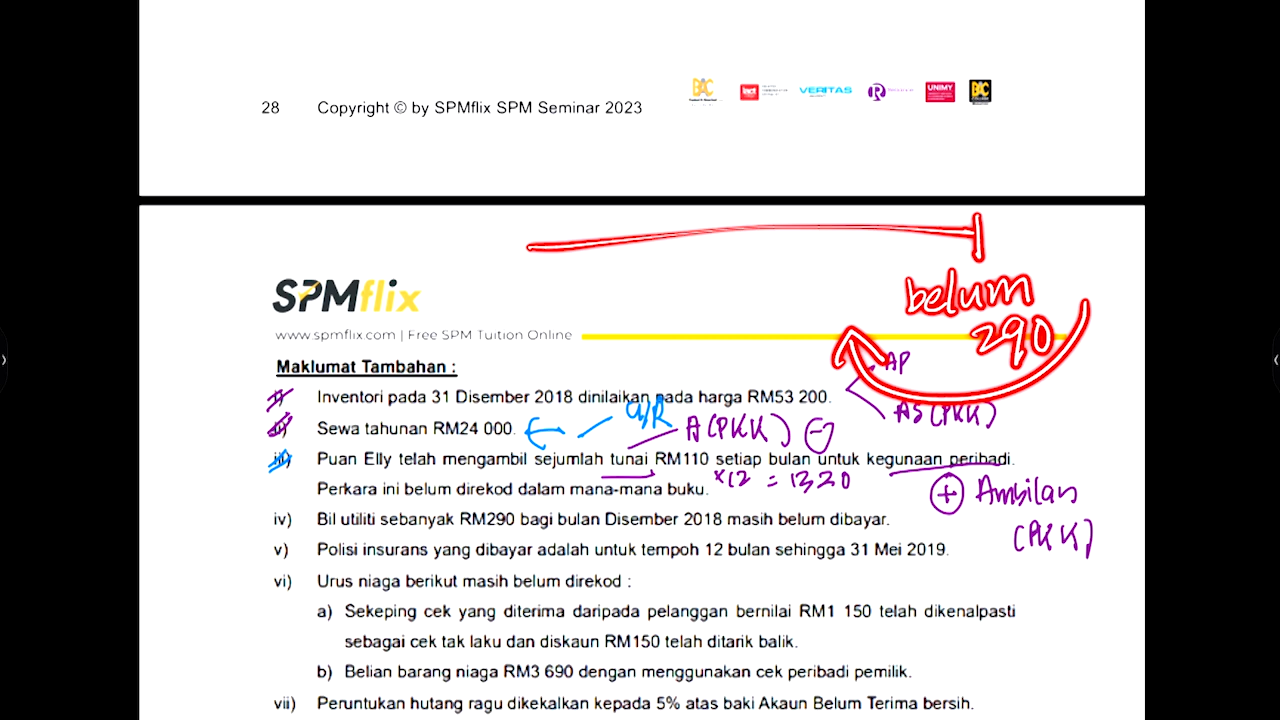 28 Copyright © by SPMflix SPM Seminar 2023
BAC
VERITAS
UNIMY
BAC
belum
290
SPMflix
www.spmflix.com | Free SPM Tuition Online
Maklumat Tambahan :
AP
i) Inventori pada 31 Disember 2018 dinilaikan pada harga RM53 200.
a/R
AS (PKK)
ii) Sewa tahunan RM24 000.
A (PKK) -
iii) Puan Elly telah mengambil sejumlah tunai RM110 setiap bulan untuk kegunaan peribadi.
Perkara ini belum direkod dalam mana-mana buku.
×12 = 1320
+ Ambilan
(PKK)
iv) Bil utiliti sebanyak RM290 bagi bulan Disember 2018 masih belum dibayar.
v) Polisi insurans yang dibayar adalah untuk tempoh 12 bulan sehingga 31 Mei 2019.
vi) Urus niaga berikut masih belum direkod :
a) Sekeping cek yang diterima daripada pelanggan bernilai RM1 150 telah dikenalpasti
sebagai cek tak laku dan diskaun RM150 telah ditarik balik.
b) Belian barang niaga RM3 690 dengan menggunakan cek peribadi pemilik.
vii) Peruntukan hutang ragu dikekalkan kepada 5% atas baki Akaun Belum Terima bersih.